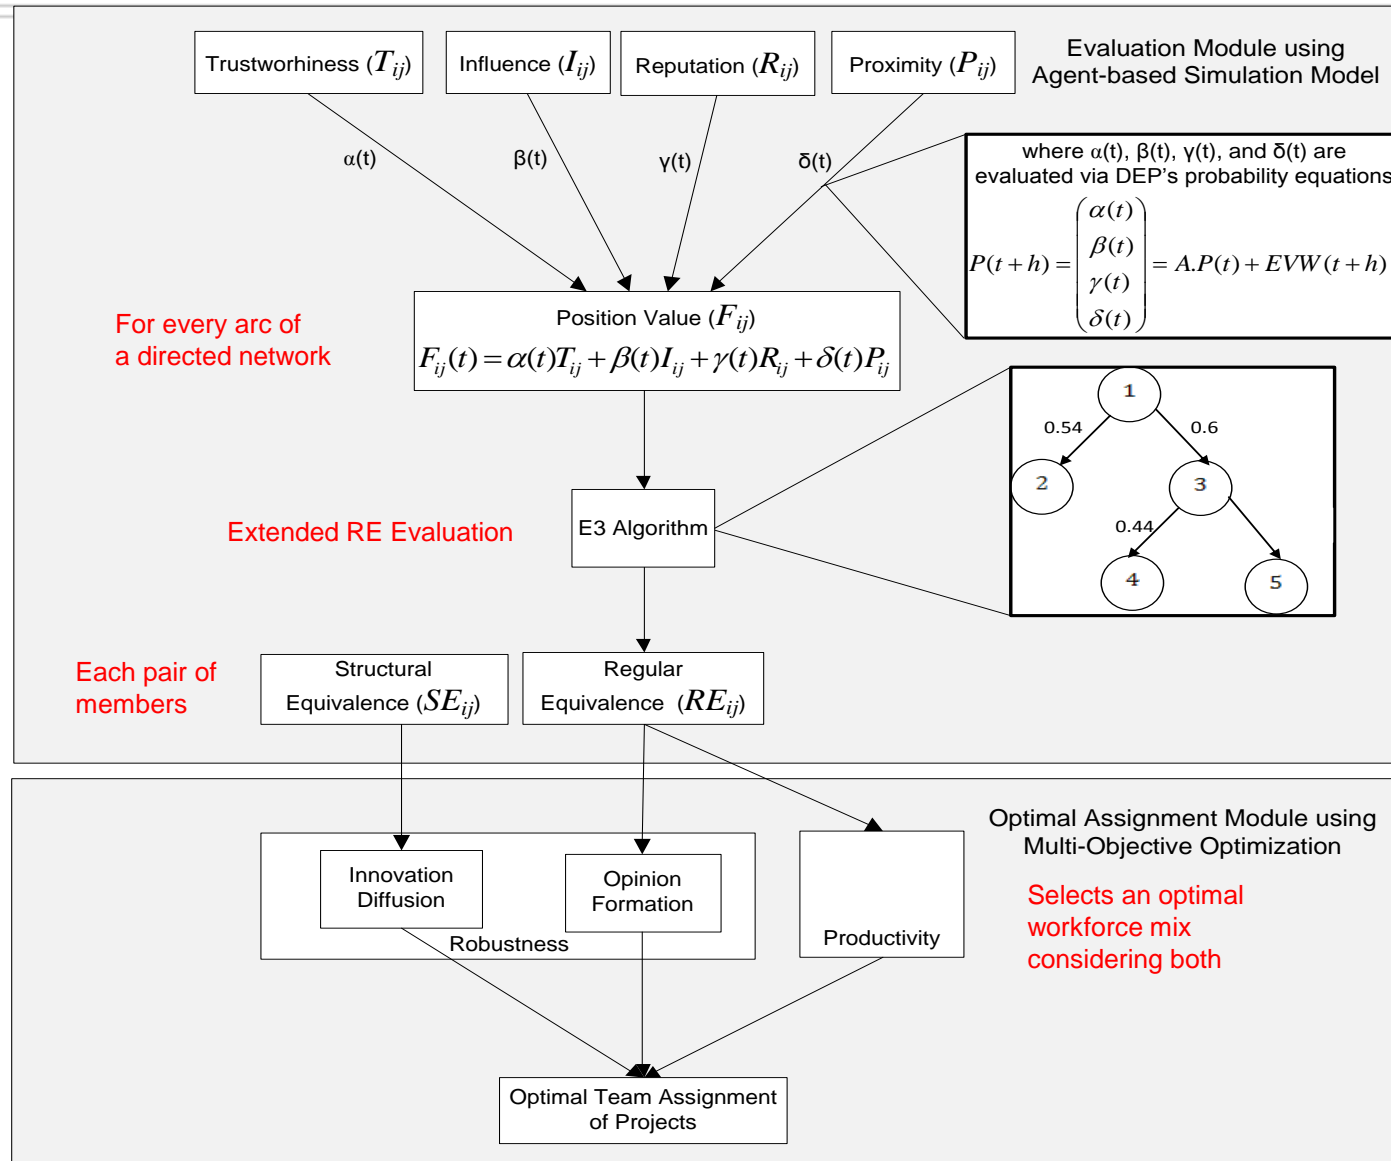 Trustworhiness (T_ij)
Influence (I_ij)
Reputation (R_ij)
Proximity (P_ij)
Evaluation Module using
Agent-based Simulation Model
α(t)
β(t)
γ(t)
δ(t)
where α(t), β(t), γ(t), and δ(t) are
evaluated via DEP's probability equations
P(t+h) = (α(t) β(t) γ(t) δ(t)) = A.P(t) + EVW(t+h)
For every arc of
a directed network
Position Value (F_ij)
F_ij(t) = α(t)T_ij + β(t)I_ij + γ(t)R_ij + δ(t)P_ij
1
0.54
0.6
2
3
0.44
4
5
Extended RE Evaluation
E3 Algorithm
Each pair of
members
Structural
Equivalence (SE_ij)
Regular
Equivalence (RE_ij)
Optimal Assignment Module using
Multi-Objective Optimization
Innovation
Diffusion
Opinion
Formation
Robustness
Productivity
Selects an optimal
workforce mix
considering both
Optimal Team Assignment
of Projects